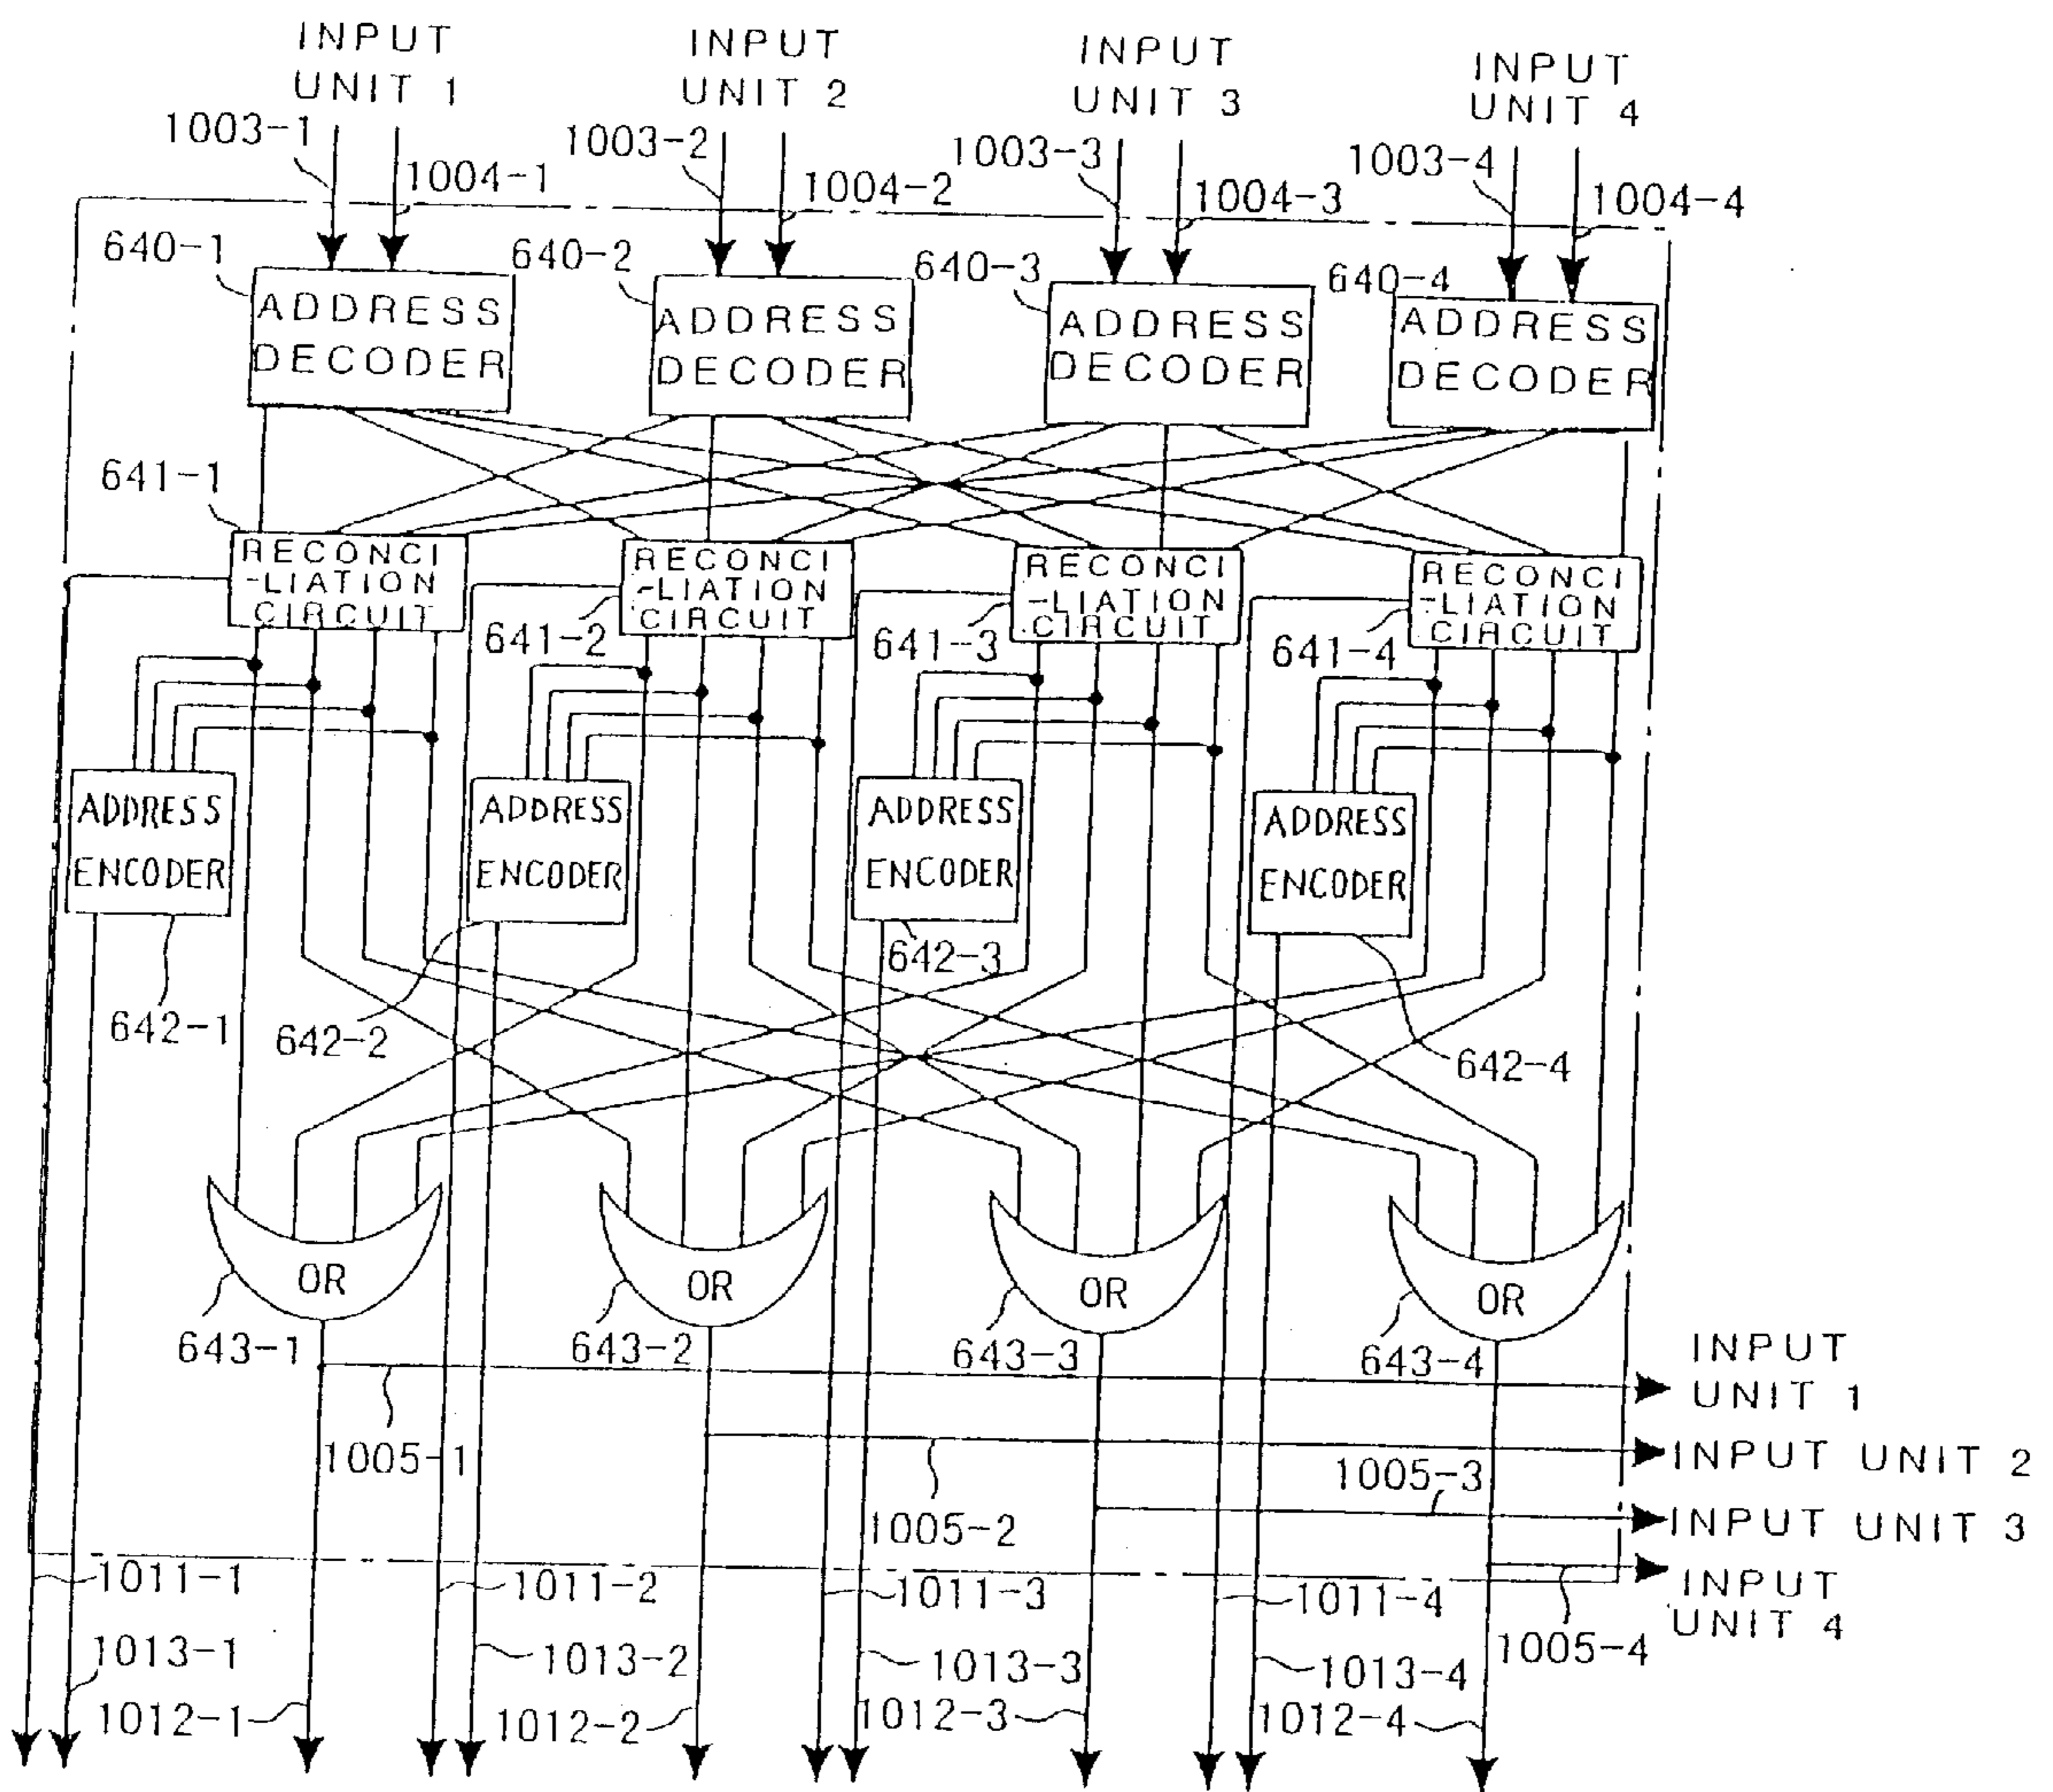 INPUT
UNIT 1
INPUT
UNIT 2
INPUT
UNIT 3
INPUT
UNIT 4
1003-1
1004-1
1003-2
1004-2
1003-3
1004-3
1003-4
1004-4
640-1
640-2
640-3
640-4
ADDRESS
DECODER
ADDRESS
DECODER
ADDRESS
DECODER
ADDRESS
DECODER
641-1
RECONCI
-LIATION
CIRCUIT
RECONCI
-LIATION
CIRCUIT
RECONCI
-LIATION
CIRCUIT
RECONCI
-LIATION
CIRCUIT
641-2
641-3
641-4
ADDRESS
ENCODER
ADDRESS
ENCODER
ADDRESS
ENCODER
ADDRESS
ENCODER
642-1
642-2
642-3
642-4
OR
OR
OR
OR
643-1
643-2
643-3
643-4
INPUT
UNIT 1
1005-1
INPUT UNIT 2
1005-2
1005-3
INPUT UNIT 3
INPUT
UNIT 4
1005-4
1011-1
1011-2
1011-3
1011-4
1013-1
1013-2
1013-3
1013-4
1012-1
1012-2
1012-3
1012-4